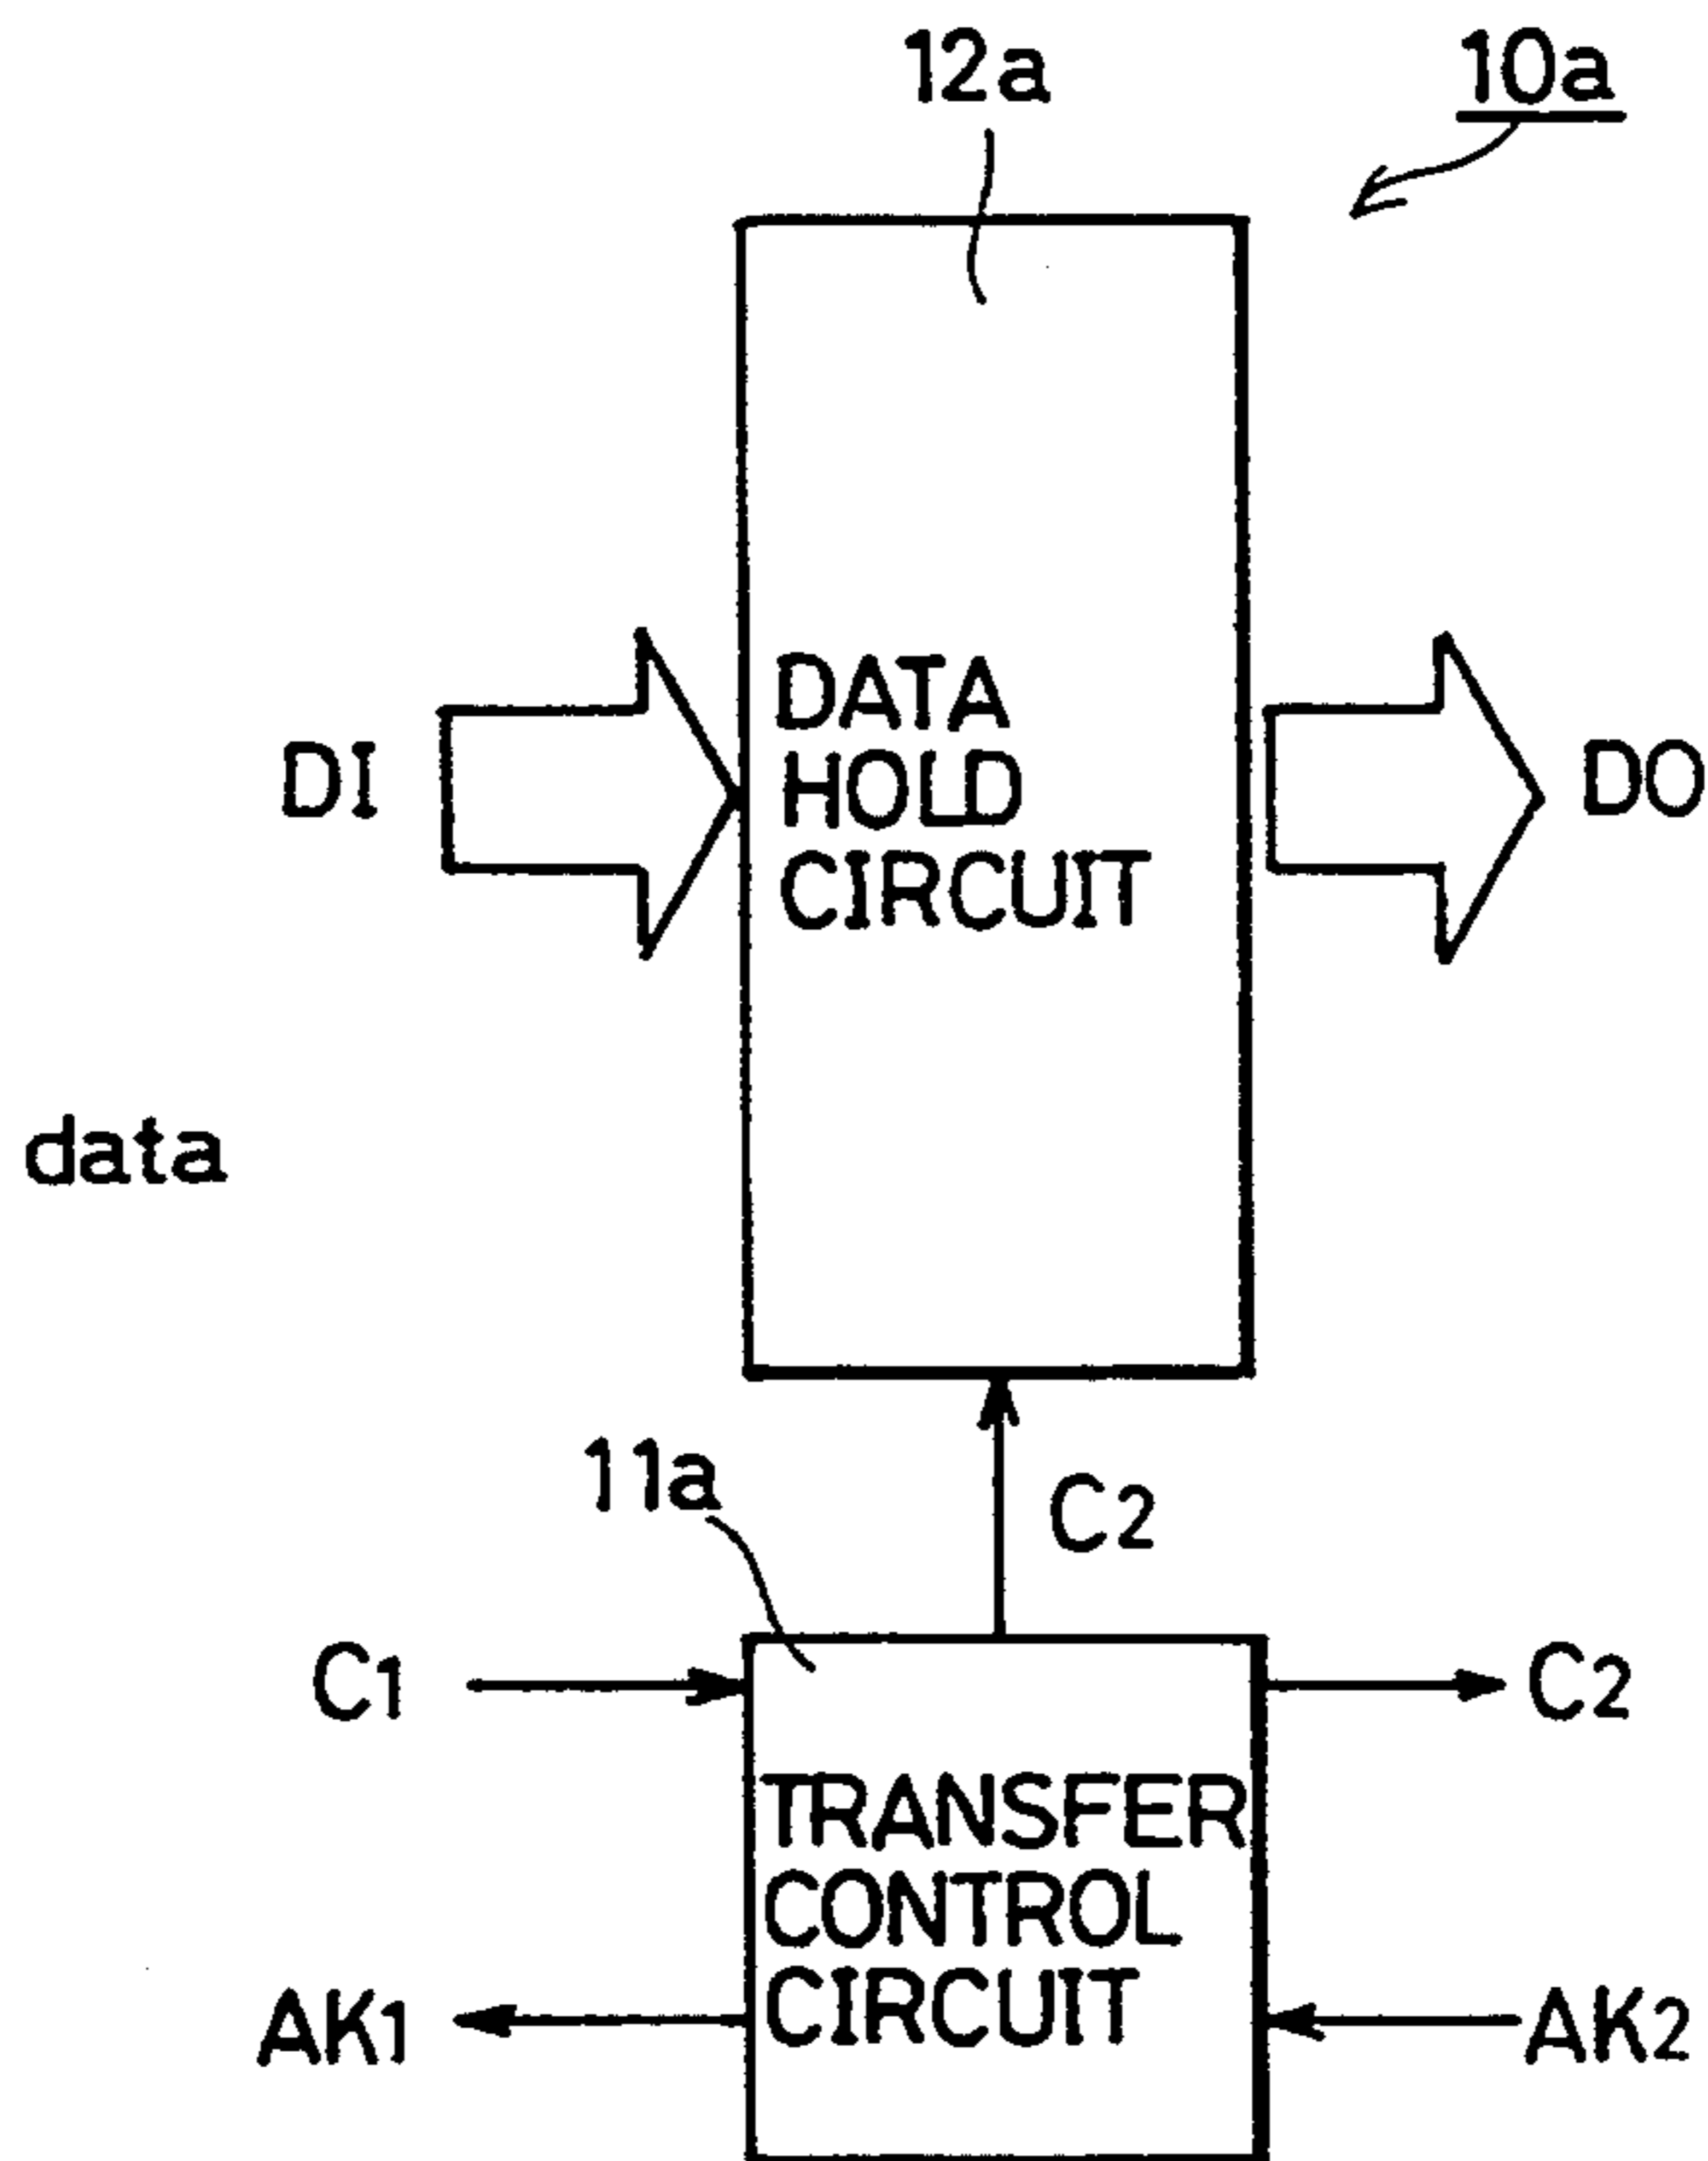 12a
10a
DATA
HOLD
CIRCUIT
DI
DO
data
11a
C2
C1
C2
TRANSFER
CONTROL
CIRCUIT
AK1
AK2